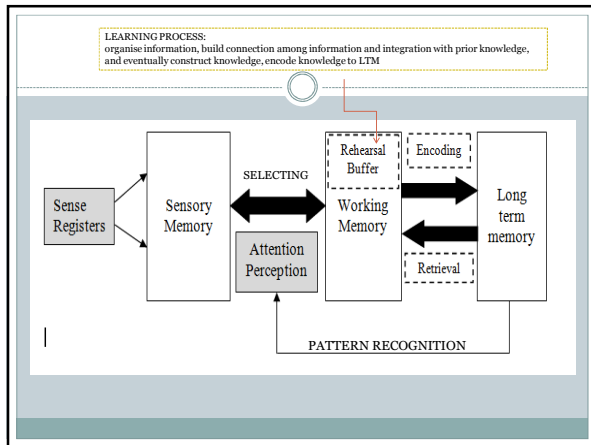 LEARNING PROCESS:
organise information, build connection among information and integration with prior knowledge,
and eventually construct knowledge, encode knowledge to LTM
Sense
Registers
Sensory
Memory
SELECTING
Attention
Perception
Rehearsal
Buffer
Working
Memory
Encoding
Retrieval
Long
term
memory
PATTERN RECOGNITION